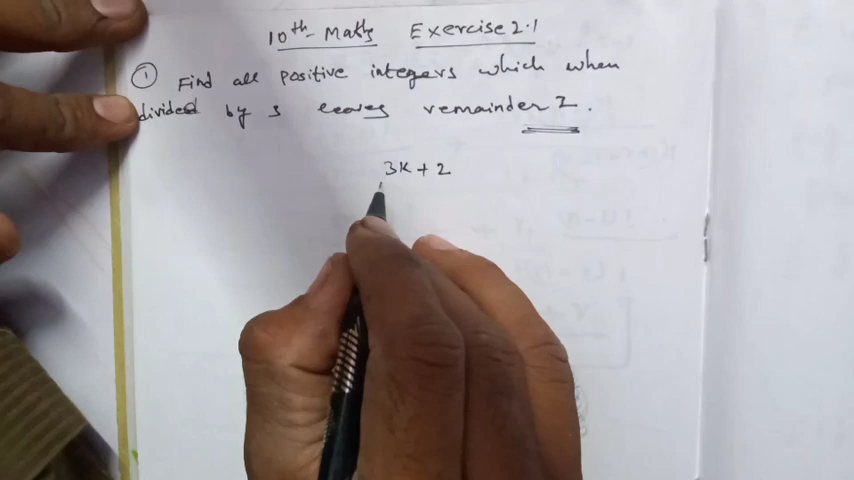 10th - Maths Exercise 2.1
① Find all positive integers which when
divided by 3 leaves remainder 2.
3K + 2